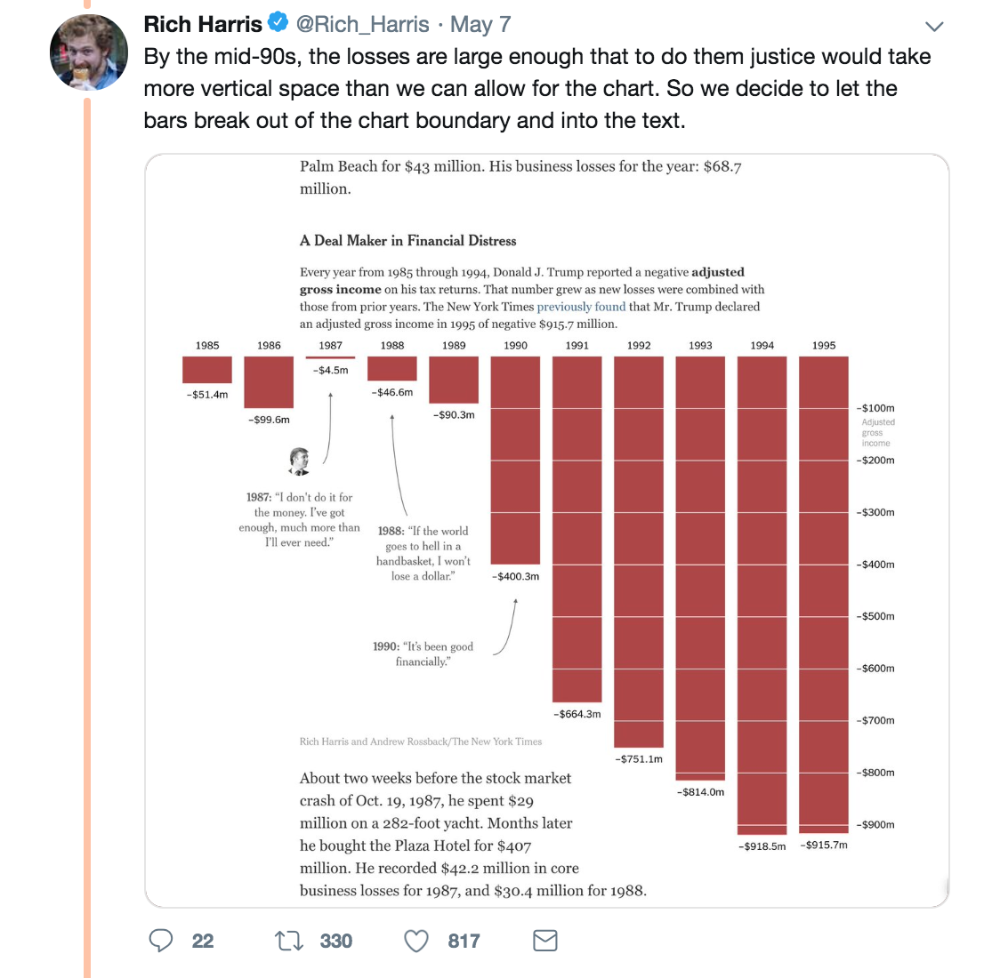 Rich Harris @Rich_Harris · May 7
By the mid-90s, the losses are large enough that to do them justice would take
more vertical space than we can allow for the chart. So we decide to let the
bars break out of the chart boundary and into the text.
Palm Beach for $43 million. His business losses for the year: $68.7
million.
A Deal Maker in Financial Distress
Every year from 1985 through 1994, Donald J. Trump reported a negative adjusted
gross income on his tax returns. That number grew as new losses were combined with
those from prior years. The New York Times previously found that Mr. Trump declared
an adjusted gross income in 1995 of negative $915.7 million.
1985 1986 1987 1988 1989 1990 1991 1992 1993 1994 1995
-$4.5m
-$51.4m
-$46.6m
-$99.6m
-$90.3m
-$100m
Adjusted
gross
income
-$200m
-$300m
-$400m
-$500m
-$600m
-$700m
-$800m
-$900m
1987: “I don't do it for
the money. I've got
enough, much more than
I'll ever need.”
1988: “If the world
goes to hell in a
handbasket, I won't
lose a dollar.”
-$400.3m
1990: “It's been good
financially.”
-$664.3m
-$751.1m
-$814.0m
-$918.5m
-$915.7m
Rich Harris and Andrew Rossback/The New York Times
About two weeks before the stock market
crash of Oct. 19, 1987, he spent $29
million on a 282-foot yacht. Months later
he bought the Plaza Hotel for $407
million. He recorded $42.2 million in core
business losses for 1987, and $30.4 million for 1988.
22 330 817